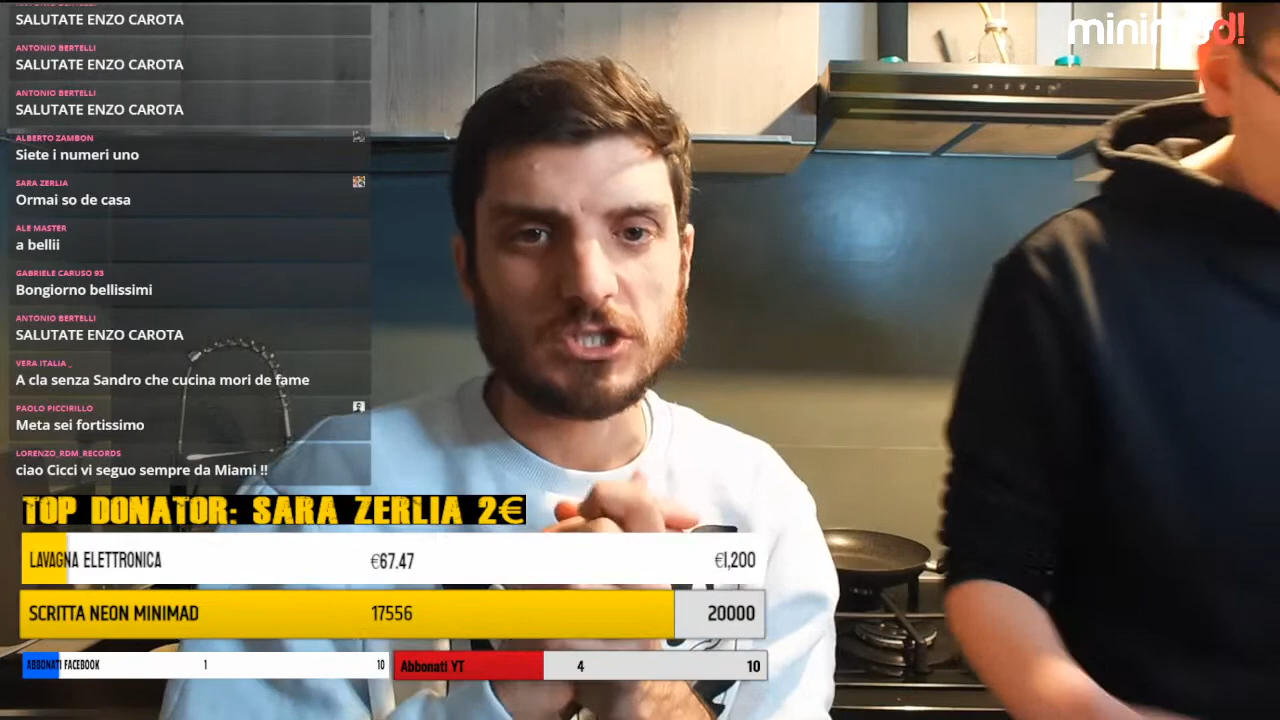 SALUTATE ENZO CAROTA
ANTONIO BERTELLI
SALUTATE ENZO CAROTA
ANTONIO BERTELLI
SALUTATE ENZO CAROTA
ALBERTO ZAMBON
Siete i numeri uno
SARA ZERLIA
Ormai so de casa
ALE MASTER
a bellii
GABRIELE CARUSO 93
Bongiorno bellissimi
ANTONIO BERTELLI
SALUTATE ENZO CAROTA
VERA ITALIA _
A cla senza Sandro che cucina mori de fame
PAOLO PICCIRILLO
Meta sei fortissimo
LORENZO_RDM_RECORDS
ciao Cicci vi seguo sempre da Miami !!
TOP DONATOR: SARA ZERLIA 2€
LAVAGNA ELETTRONICA €67.47 €1,200
SCRITTA NEON MINIMAD 17556 20000
ABBONATI FACEBOOK 1 10
Abbonati YT 4 10
minimad!